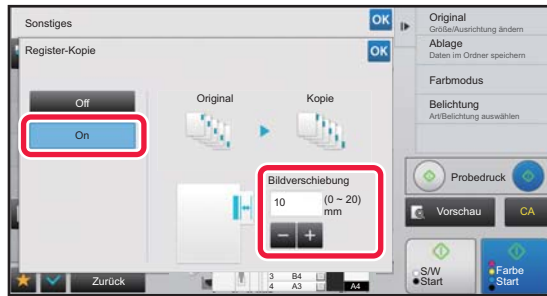 Sonstiges
OK
Register-Kopie
OK
Off
On
Original
Kopie
Bildverschiebung
10
(0 ~ 20)
mm
Zurück
3 B4
4 A3
A4
Original
Größe/Ausrichtung ändern
Ablage
Daten im Ordner speichern
Farbmodus
Belichtung
Art/Belichtung auswählen
Probedruck
Vorschau
CA
S/W
Start
Farbe
Start